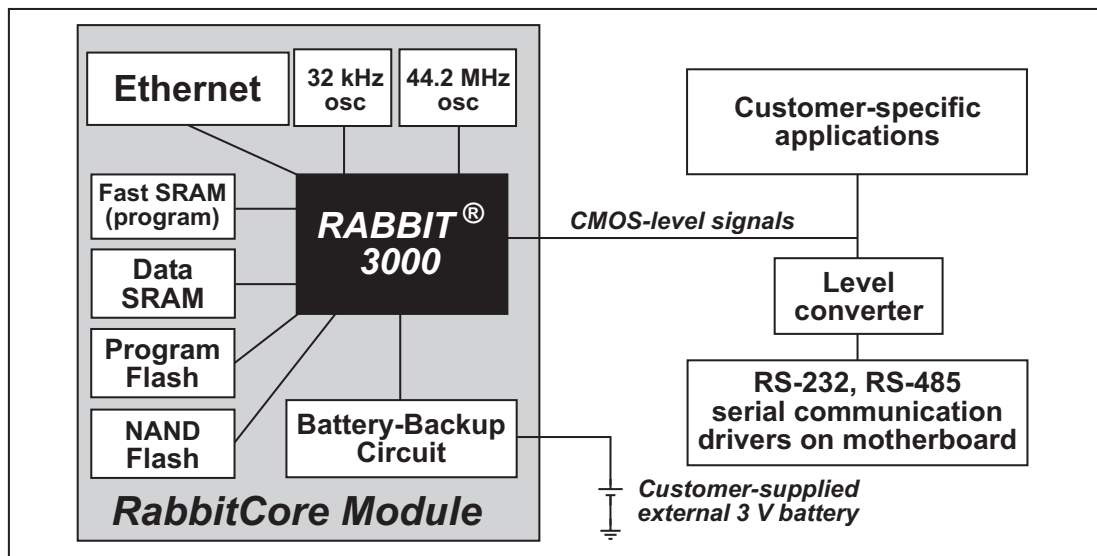 Ethernet
32 kHz
osc
44.2 MHz
osc
Fast SRAM
(program)
Data
SRAM
Program
Flash
NAND
Flash
RABBIT ®
3000
Battery-Backup
Circuit
RabbitCore Module
CMOS-level signals
Customer-specific
applications
Level
converter
RS-232, RS-485
serial communication
drivers on motherboard
Customer-supplied
external 3 V battery